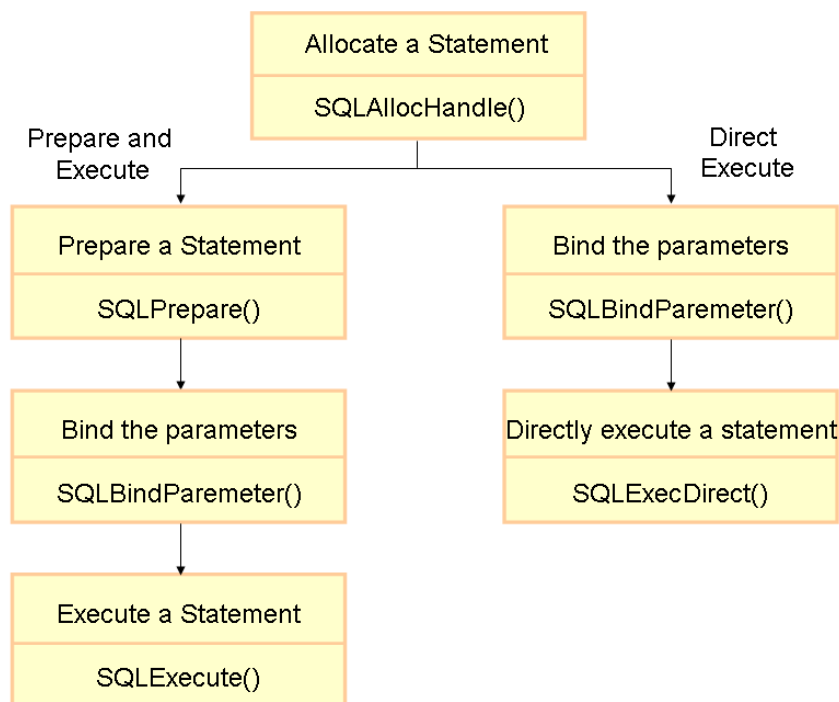 Allocate a Statement
SQLAllocHandle()
Prepare and
Execute
Direct
Execute
Prepare a Statement
SQLPrepare()
Bind the parameters
SQLBindParemeter()
Execute a Statement
SQLExecute()
Bind the parameters
SQLBindParemeter()
Directly execute a statement
SQLExecDirect()